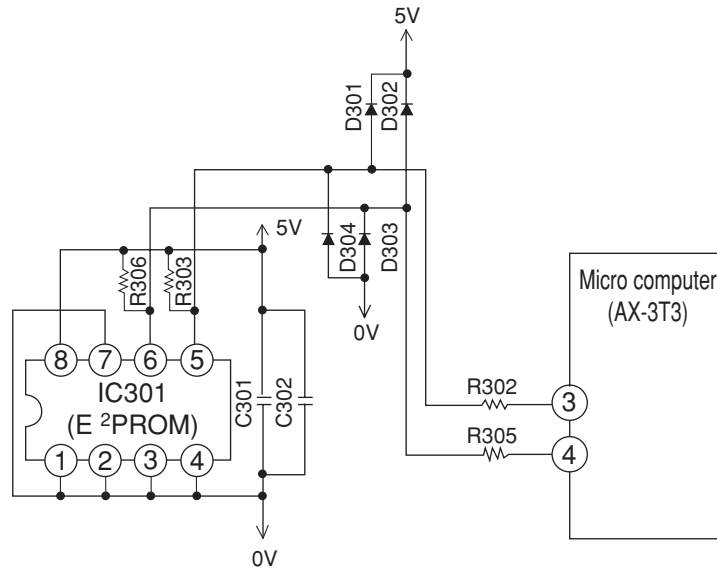 5V
D301
D302
5V
D304
D303
R306
R303
0V
Micro computer
(AX-3T3)
8
7
6
5
IC301
(E ²PROM)
C301
C302
R302
3
R305
4
1
2
3
4
0V